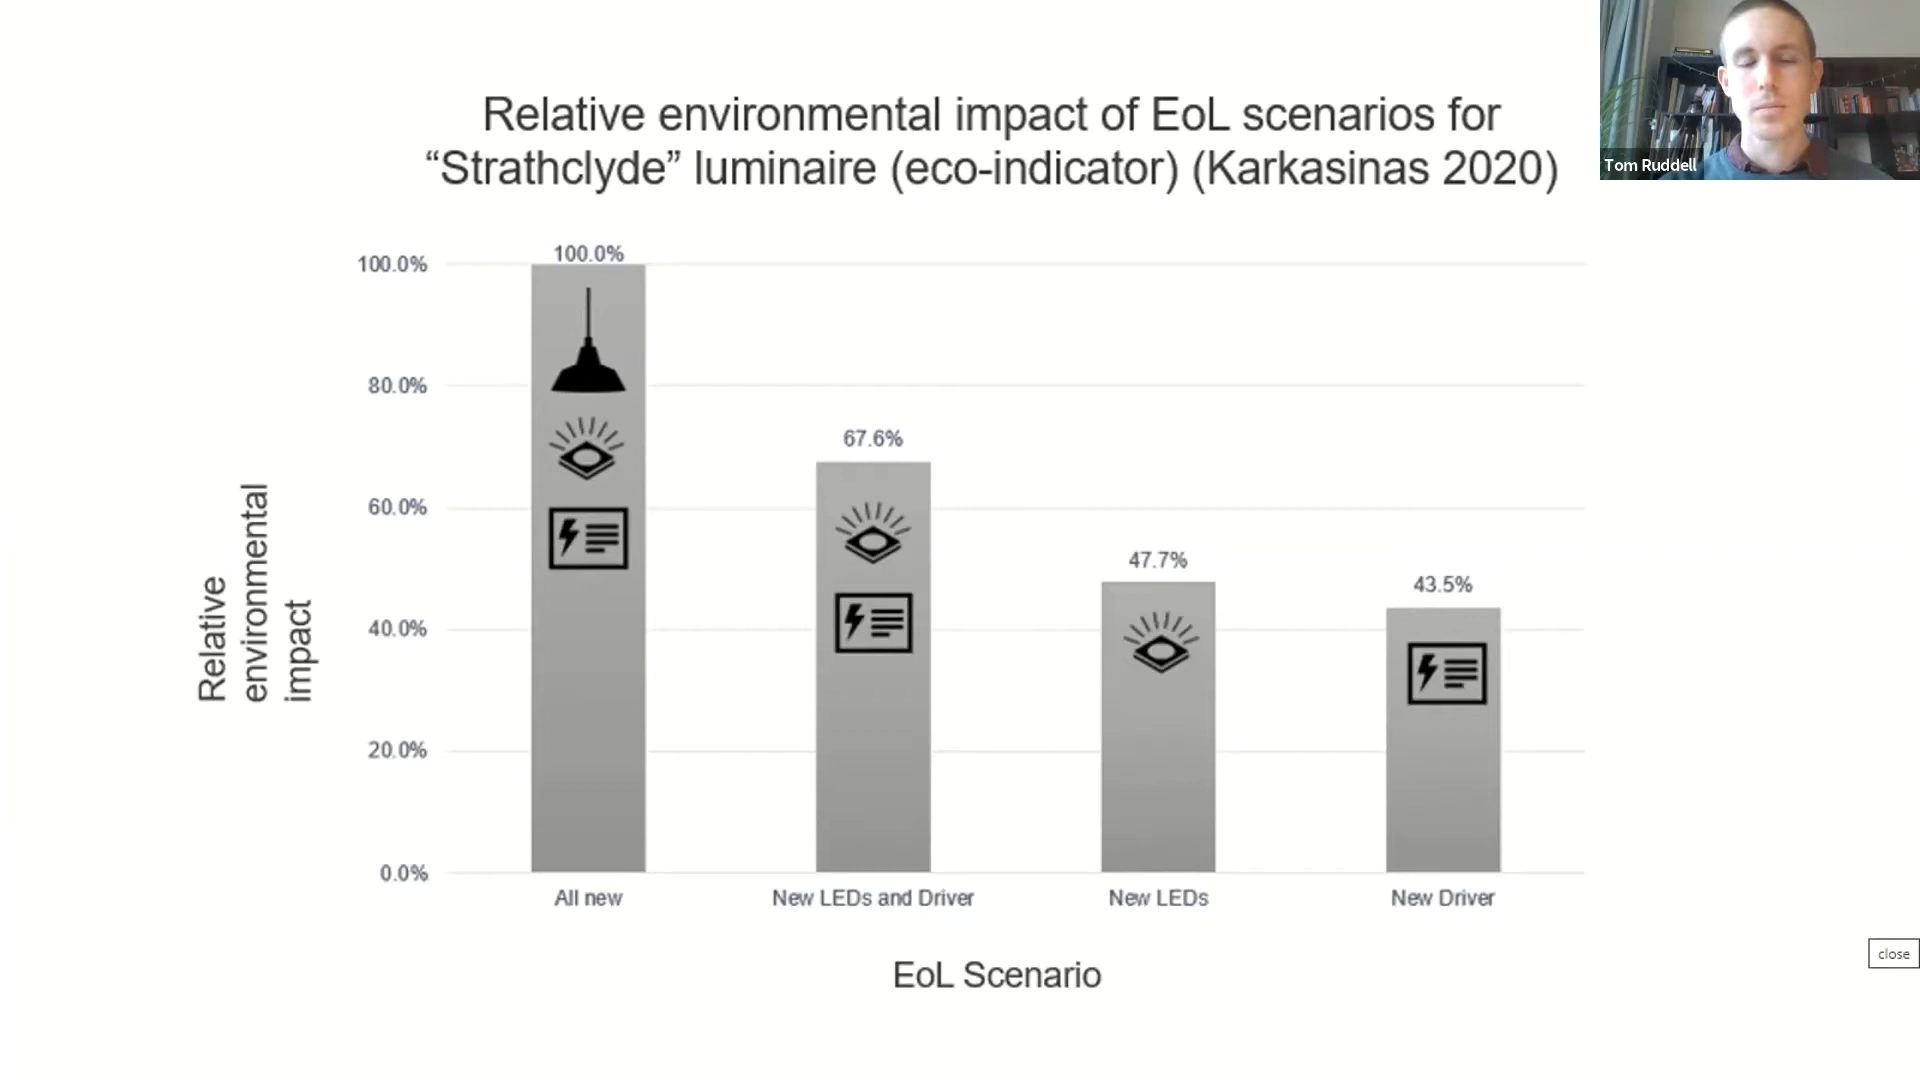 Relative environmental impact of EoL scenarios for
“Strathclyde” luminaire (eco-indicator) (Karkasinas 2020)
Tom Ruddell
100.0%
80.0%
60.0%
40.0%
20.0%
0.0%
Relative
environmental
impact
100.0%
67.6%
47.7%
43.5%
All new
New LEDs and Driver
New LEDs
New Driver
EoL Scenario
close